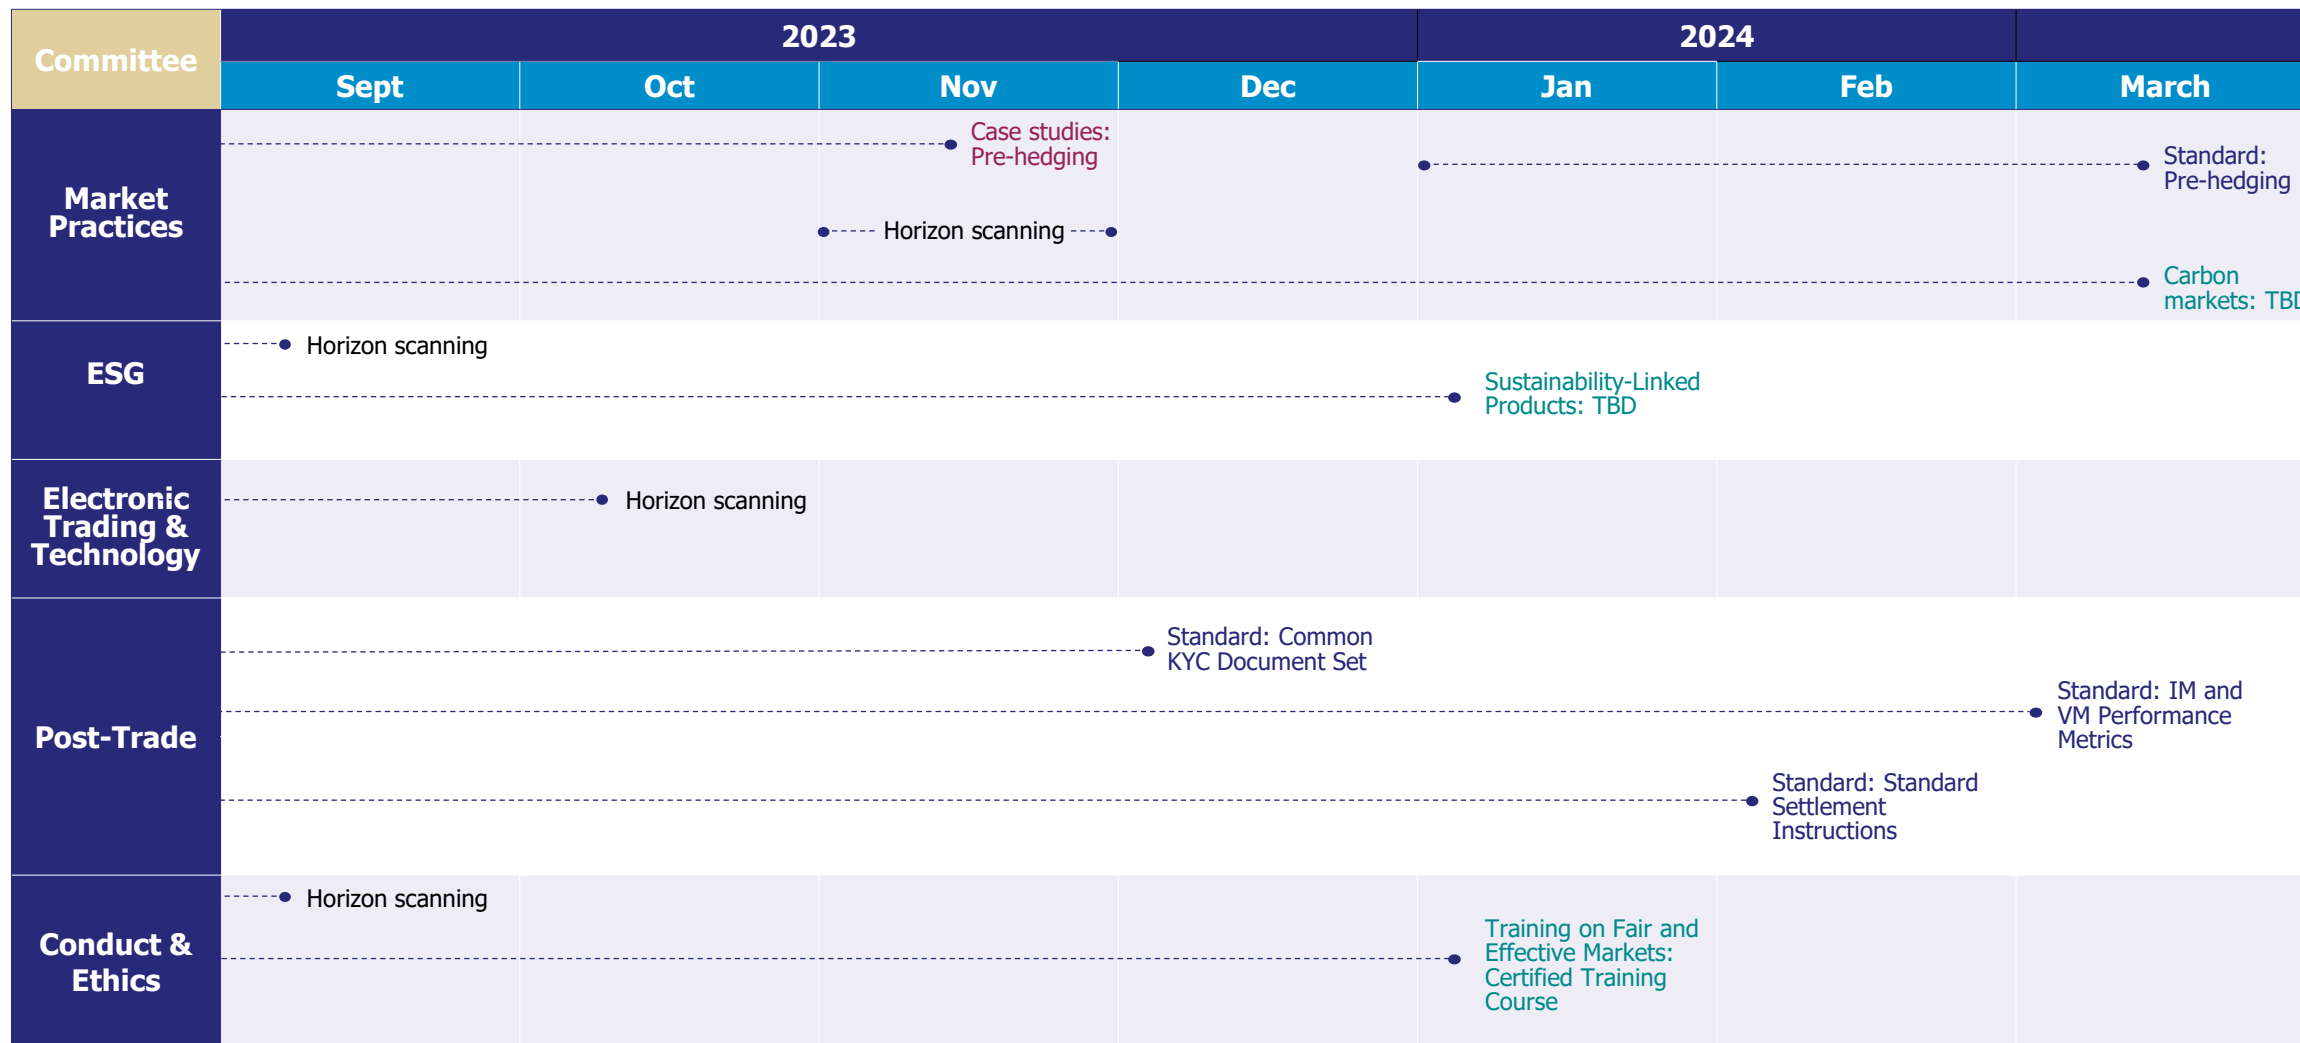 Committee
2023
2024
Sept
Oct
Nov
Dec
Jan
Feb
March
Market
Practices
Case studies:
Pre-hedging
Standard:
Pre-hedging
Horizon scanning
Carbon
markets: TBD
ESG
Horizon scanning
Sustainability-Linked
Products: TBD
Electronic
Trading &
Technology
Horizon scanning
Post-Trade
Standard: Common
KYC Document Set
Standard: IM and
VM Performance
Metrics
Standard: Standard
Settlement
Instructions
Conduct &
Ethics
Horizon scanning
Training on Fair and
Effective Markets:
Certified Training
Course